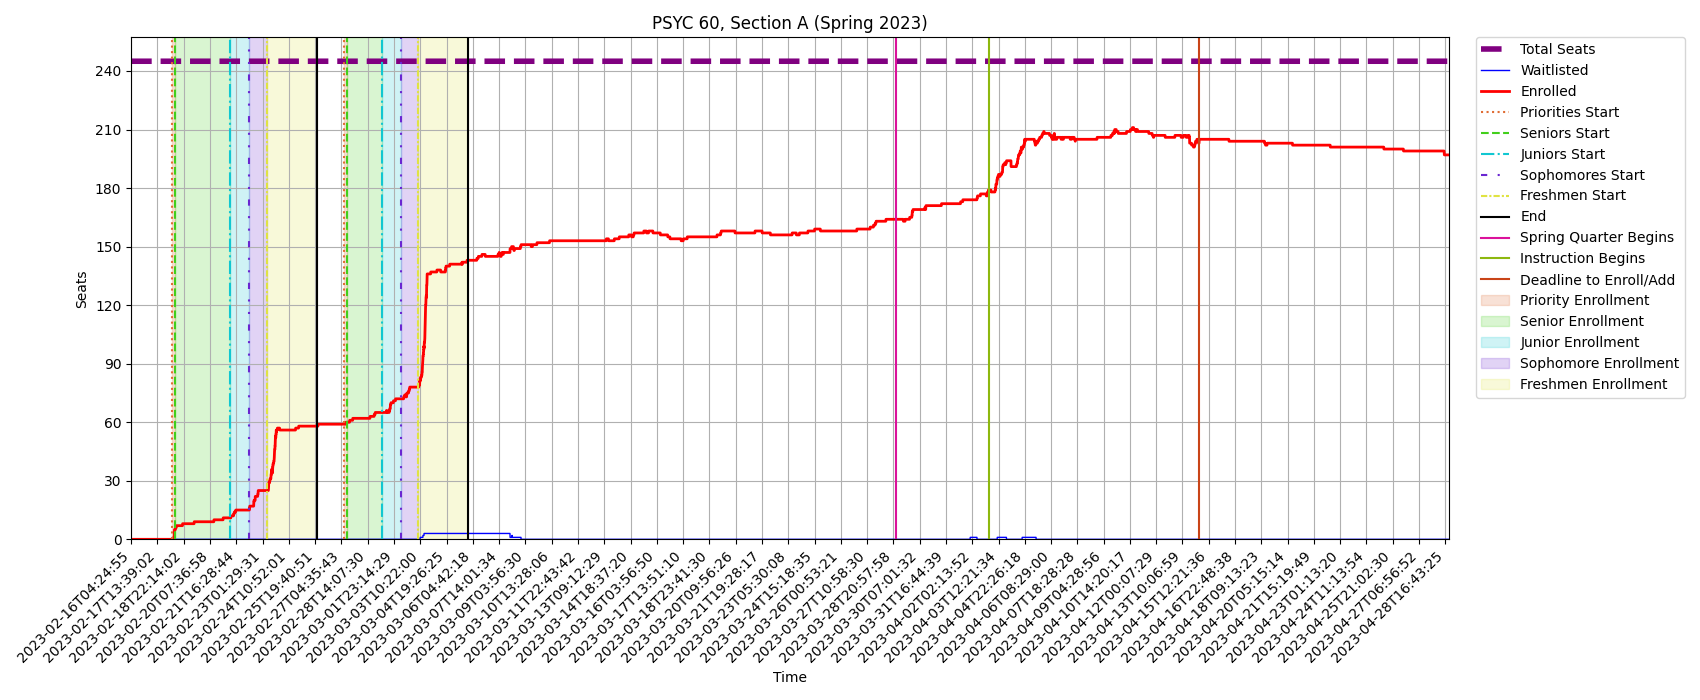 PSYC 60, Section A (Spring 2023)
240
210
180
150
120
90
60
30
0
Seats
2023-02-16T04:24:55
2023-02-17T13:39:02
2023-02-18T22:14:02
2023-02-20T07:36:58
2023-02-21T16:28:44
2023-02-23T01:29:31
2023-02-24T10:52:01
2023-02-25T19:40:51
2023-02-27T04:35:43
2023-02-28T14:07:30
2023-03-01T23:14:29
2023-03-03T10:22:00
2023-03-04T19:26:25
2023-03-06T04:42:18
2023-03-07T14:01:34
2023-03-09T03:56:30
2023-03-10T13:28:06
2023-03-11T22:43:42
2023-03-13T09:12:29
2023-03-14T18:37:20
2023-03-16T03:56:50
2023-03-17T13:51:10
2023-03-18T23:41:30
2023-03-20T09:56:26
2023-03-21T19:28:17
2023-03-23T05:30:08
2023-03-24T15:18:35
2023-03-26T00:53:21
2023-03-27T10:58:30
2023-03-28T20:57:58
2023-03-30T07:01:32
2023-03-31T16:44:39
2023-04-02T02:13:52
2023-04-03T12:21:34
2023-04-04T22:26:18
2023-04-06T08:29:00
2023-04-07T18:28:28
2023-04-09T04:28:56
2023-04-10T14:20:17
2023-04-12T00:07:29
2023-04-13T10:06:59
2023-04-15T12:21:36
2023-04-16T22:48:38
2023-04-18T09:13:23
2023-04-20T05:15:14
2023-04-21T15:19:49
2023-04-23T01:13:20
2023-04-24T11:13:54
2023-04-25T21:02:30
2023-04-27T06:56:52
2023-04-28T16:43:25
Time
Total Seats
Waitlisted
Enrolled
Priorities Start
Seniors Start
Juniors Start
Sophomores Start
Freshmen Start
End
Spring Quarter Begins
Instruction Begins
Deadline to Enroll/Add
Priority Enrollment
Senior Enrollment
Junior Enrollment
Sophomore Enrollment
Freshmen Enrollment